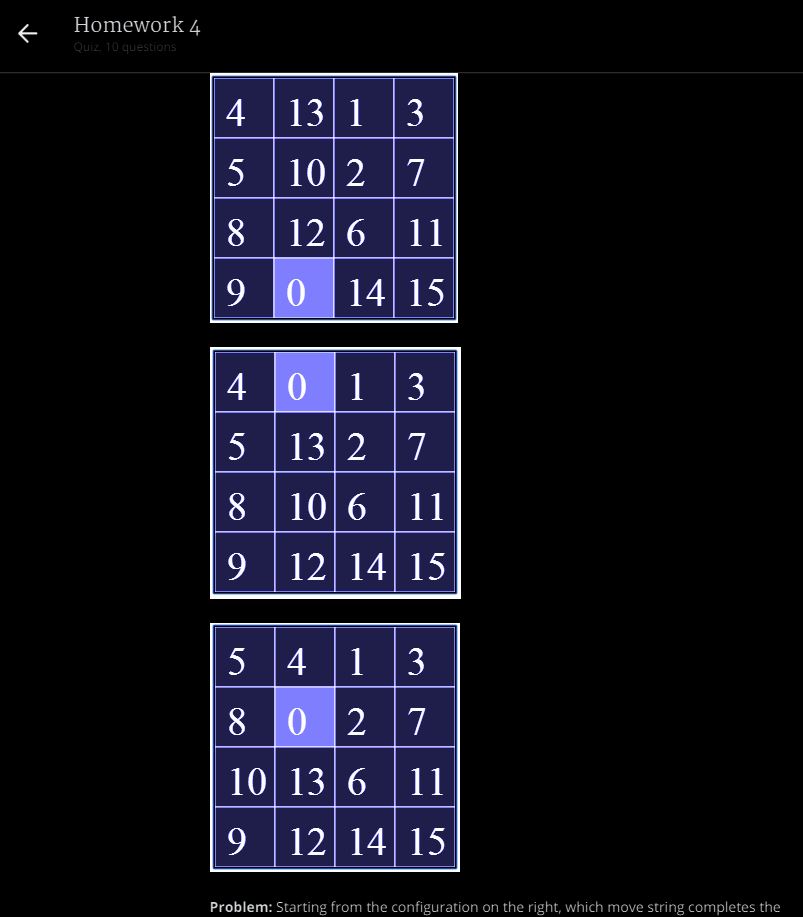 Homework 4
Quiz, 10 questions
4 13 1 3
5 10 2 7
8 12 6 11
9 0 14 15
4 0 1 3
5 13 2 7
8 10 6 11
9 12 14 15
5 4 1 3
8 0 2 7
10 13 6 11
9 12 14 15
Problem: Starting from the configuration on the right, which move string completes the